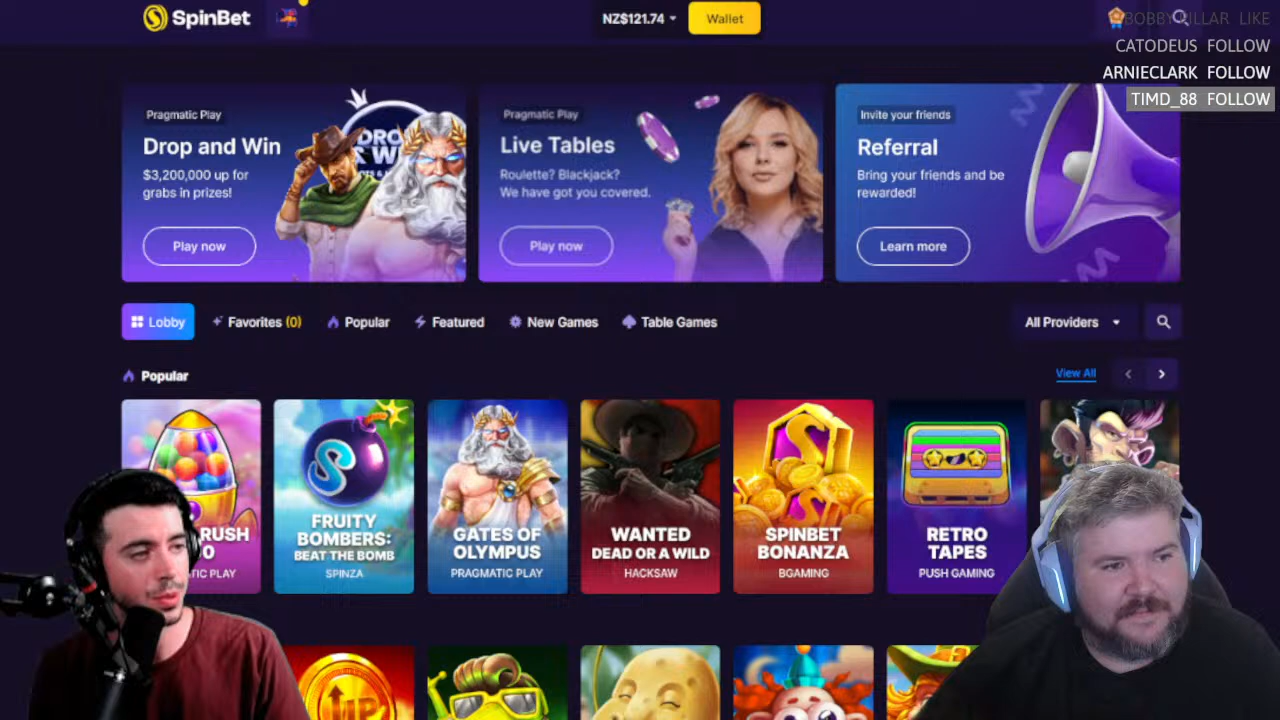 SpinBet
NZ$121.74
Wallet
LIKE
CATODEUS FOLLOW
ARNIECLARK FOLLOW
TIMD_88 FOLLOW
Pragmatic Play
Drop and Win
$3,200,000 up for
grabs in prizes!
Play now
Pragmatic Play
Live Tables
Roulette? Blackjack?
We have got you covered.
Play now
Invite your friends
Referral
Bring your friends and be
rewarded!
Learn more
Lobby
Favorites (0)
Popular
Featured
New Games
Table Games
All Providers
Popular
View All
RUSH
FRUITY
BOMBERS:
BEAT THE BOMB
SPINZA
GATES OF
OLYMPUS
PRAGMATIC PLAY
WANTED
DEAD OR A WILD
HACKSAW
SPINBET
BONANZA
BGAMING
RETRO
TAPES
PUSH GAMING
UP